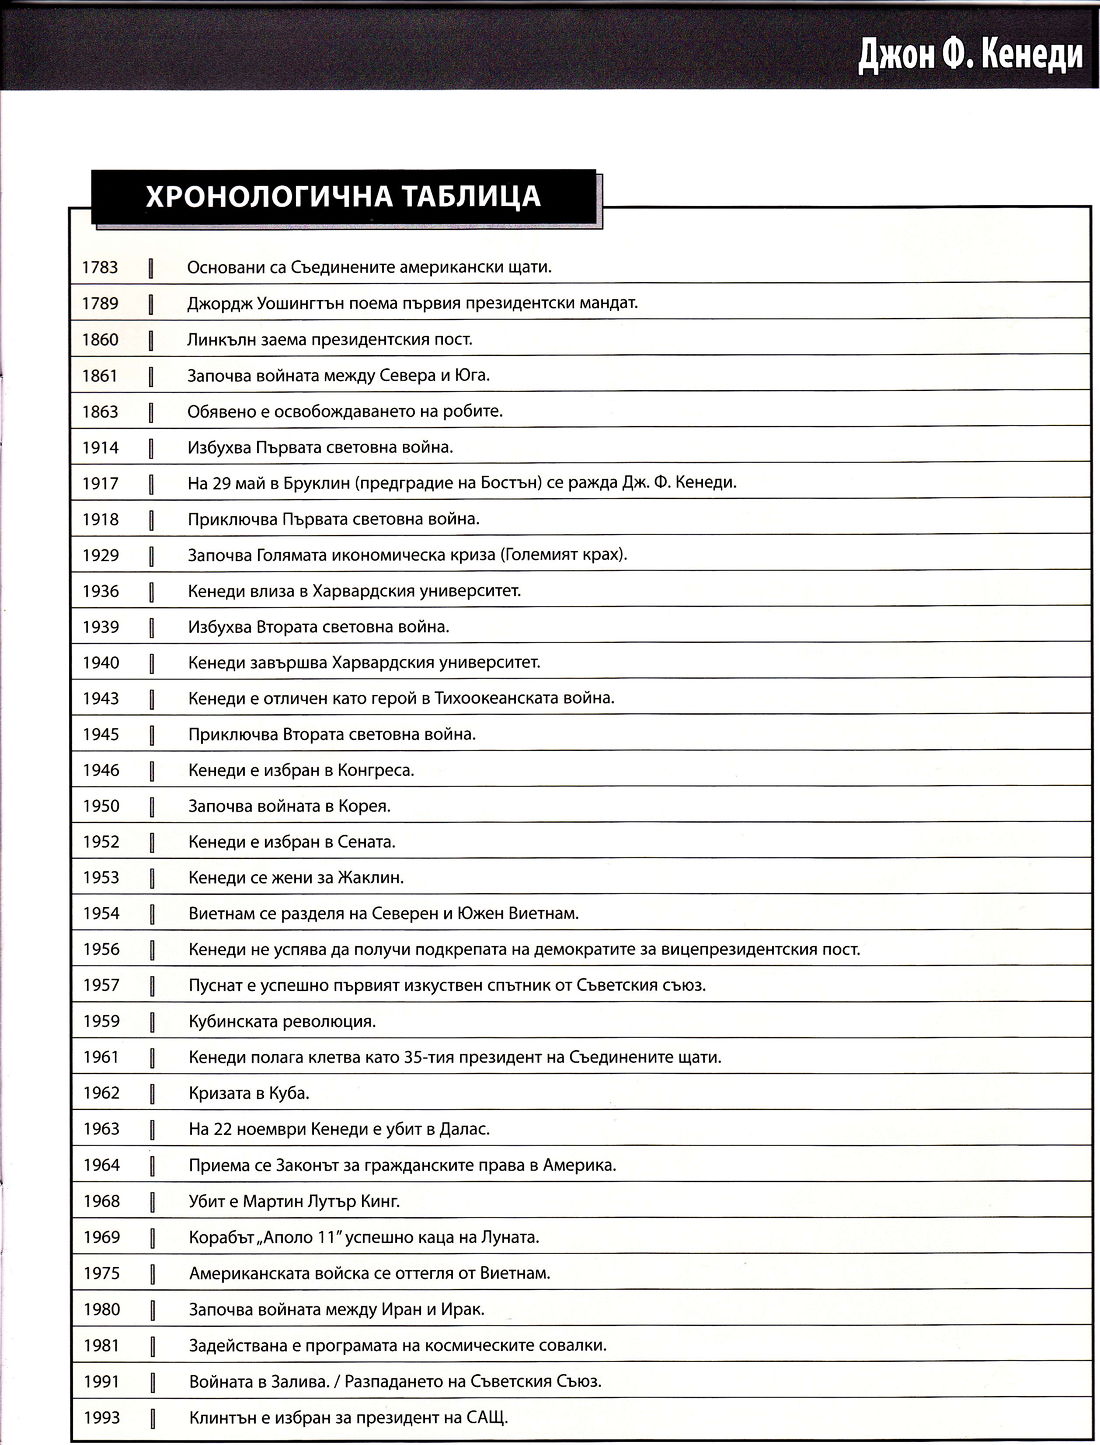 Джон Ф. Кенеди
ХРОНОЛОГИЧНА ТАБЛИЦА
1783 Основани са Съединените американски щати.
1789 Джордж Уошингтън поема първия президентски мандат.
1860 Линкълн заема президентския пост.
1861 Започва войната между Севера и Юга.
1863 Обявено е освобождаването на робите.
1914 Избухва Първата световна война.
1917 На 29 май в Бруклин (предградие на Бостън) се ражда Дж. Ф. Кенеди.
1918 Приключва Първата световна война.
1929 Започва Голямата икономическа криза (Големият крах).
1936 Кенеди влиза в Харвардския университет.
1939 Избухва Втората световна война.
1940 Кенеди завършва Харвардския университет.
1943 Кенеди е отличен като герой в Тихоокеанската война.
1945 Приключва Втората световна война.
1946 Кенеди е избран в Конгреса.
1950 Започва войната в Корея.
1952 Кенеди е избран в Сената.
1953 Кенеди се жени за Жаклин.
1954 Виетнам се разделя на Северен и Южен Виетнам.
1956 Кенеди не успява да получи подкрепата на демократите за вицепрезидентския пост.
1957 Пуснат е успешно първият изкуствен спътник от Съветския съюз.
1959 Кубинската революция.
1961 Кенеди полага клетва като 35-тия президент на Съединените щати.
1962 Кризата в Куба.
1963 На 22 ноември Кенеди е убит в Далас.
1964 Приема се Законът за гражданските права в Америка.
1968 Убит е Мартин Лутър Кинг.
1969 Корабът „Аполо 11” успешно каца на Луната.
1975 Американската войска се оттегля от Виетнам.
1980 Започва войната между Иран и Ирак.
1981 Задействана е програмата на космическите совалки.
1991 Войната в Залива. / Разпадането на Съветския Съюз.
1993 Клинтън е избран за президент на САЩ.